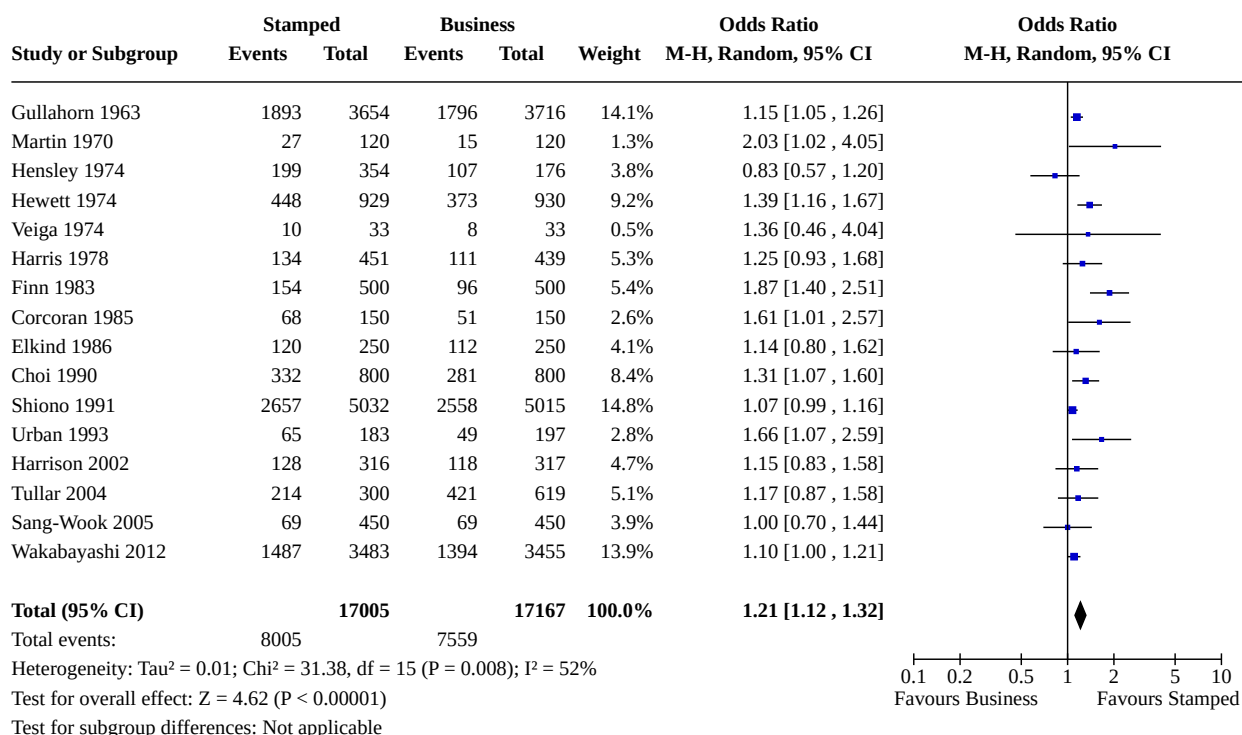 Stamped Business Odds Ratio Odds Ratio
Study or Subgroup Events Total Events Total Weight M-H, Random, 95% CI M-H, Random, 95% CI
Gullahorn 1963 1893 3654 1796 3716 14.1% 1.15 [1.05 , 1.26]
Martin 1970 27 120 15 120 1.3% 2.03 [1.02 , 4.05]
Hensley 1974 199 354 107 176 3.8% 0.83 [0.57 , 1.20]
Hewett 1974 448 929 373 930 9.2% 1.39 [1.16 , 1.67]
Veiga 1974 10 33 8 33 0.5% 1.36 [0.46 , 4.04]
Harris 1978 134 451 111 439 5.3% 1.25 [0.93 , 1.68]
Finn 1983 154 500 96 500 5.4% 1.87 [1.40 , 2.51]
Corcoran 1985 68 150 51 150 2.6% 1.61 [1.01 , 2.57]
Elkind 1986 120 250 112 250 4.1% 1.14 [0.80 , 1.62]
Choi 1990 332 800 281 800 8.4% 1.31 [1.07 , 1.60]
Shiono 1991 2657 5032 2558 5015 14.8% 1.07 [0.99 , 1.16]
Urban 1993 65 183 49 197 2.8% 1.66 [1.07 , 2.59]
Harrison 2002 128 316 118 317 4.7% 1.15 [0.83 , 1.58]
Tullar 2004 214 300 421 619 5.1% 1.17 [0.87 , 1.58]
Sang-Wook 2005 69 450 69 450 3.9% 1.00 [0.70 , 1.44]
Wakabayashi 2012 1487 3483 1394 3455 13.9% 1.10 [1.00 , 1.21]
Total (95% CI) 17005 17167 100.0% 1.21 [1.12 , 1.32]
Total events: 8005 7559
Heterogeneity: Tau² = 0.01; Chi² = 31.38, df = 15 (P = 0.008); I² = 52%
0.1 0.2 0.5 1 2 5 10
Test for overall effect: Z = 4.62 (P < 0.00001)
Favours Business Favours Stamped
Test for subgroup differences: Not applicable